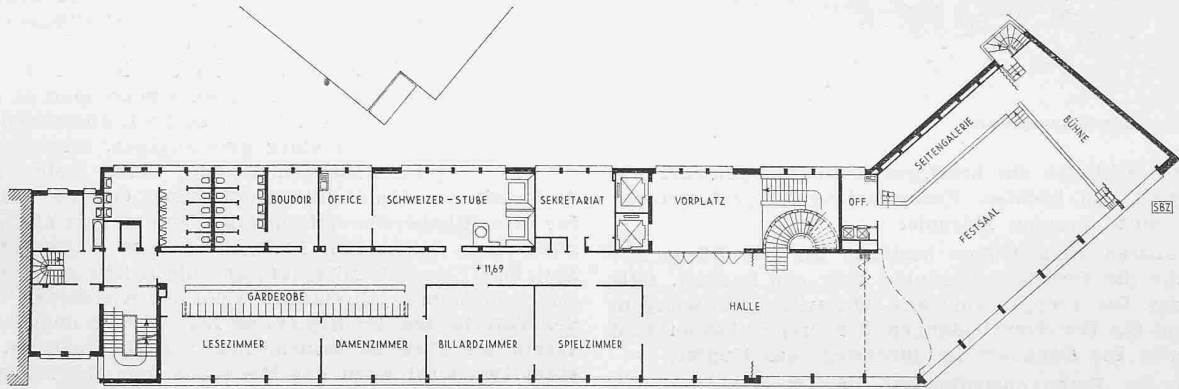 BÜHNE
SEITENGALERIE
FESTSAAL
SBZ
BOUDOIR
OFFICE
SCHWEIZER-STUBE
SEKRETARIAT
VORPLATZ
OFF.
+11,69
GARDEROBE
HALLE
LESEZIMMER
DAMENZIMMER
BILLARDZIMMER
SPIELZIMMER